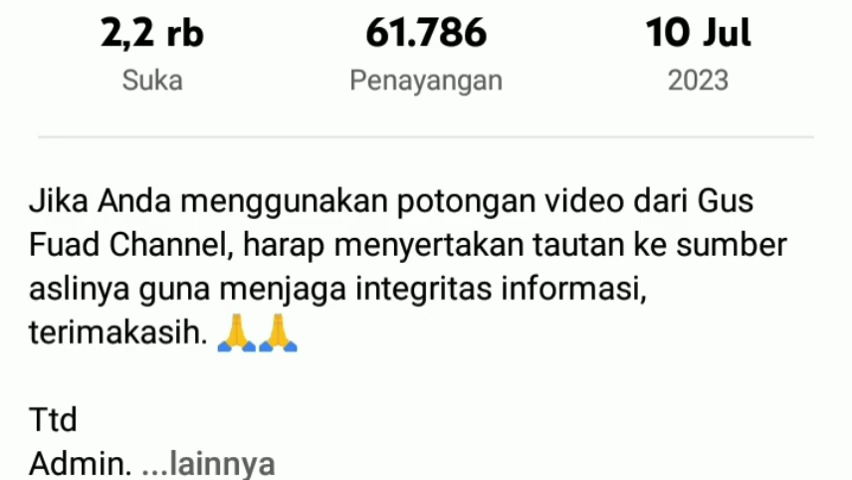 2,2 rb 61.786 10 Jul
Suka Penayangan 2023
Jika Anda menggunakan potongan video dari Gus
Fuad Channel, harap menyertakan tautan ke sumber
aslinya guna menjaga integritas informasi,
terimakasih. 🙏🙏
Ttd
Admin. ...lainnya